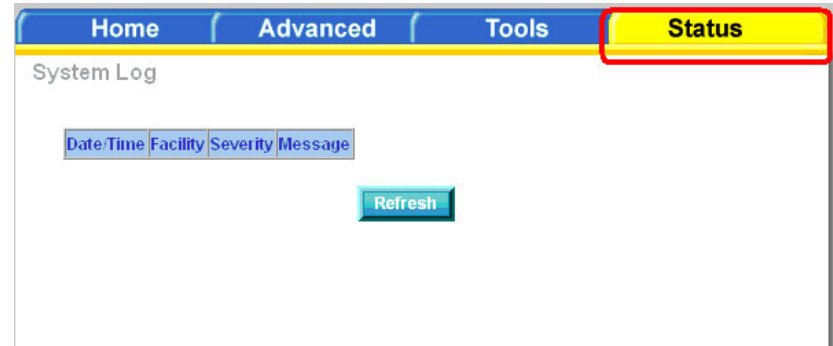 Home Advanced Tools Status
System Log
Date/Time Facility Severity Message
Refresh